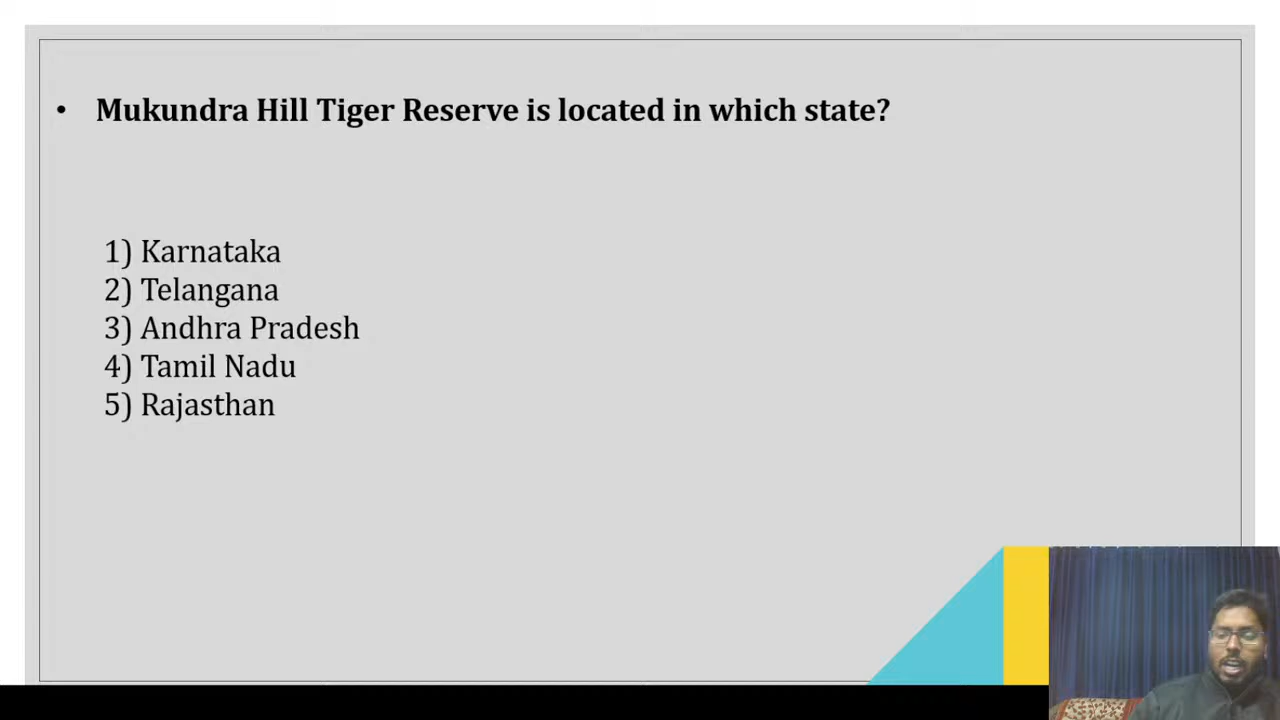 • Mukundra Hill Tiger Reserve is located in which state?
1) Karnataka
2) Telangana
3) Andhra Pradesh
4) Tamil Nadu
5) Rajasthan